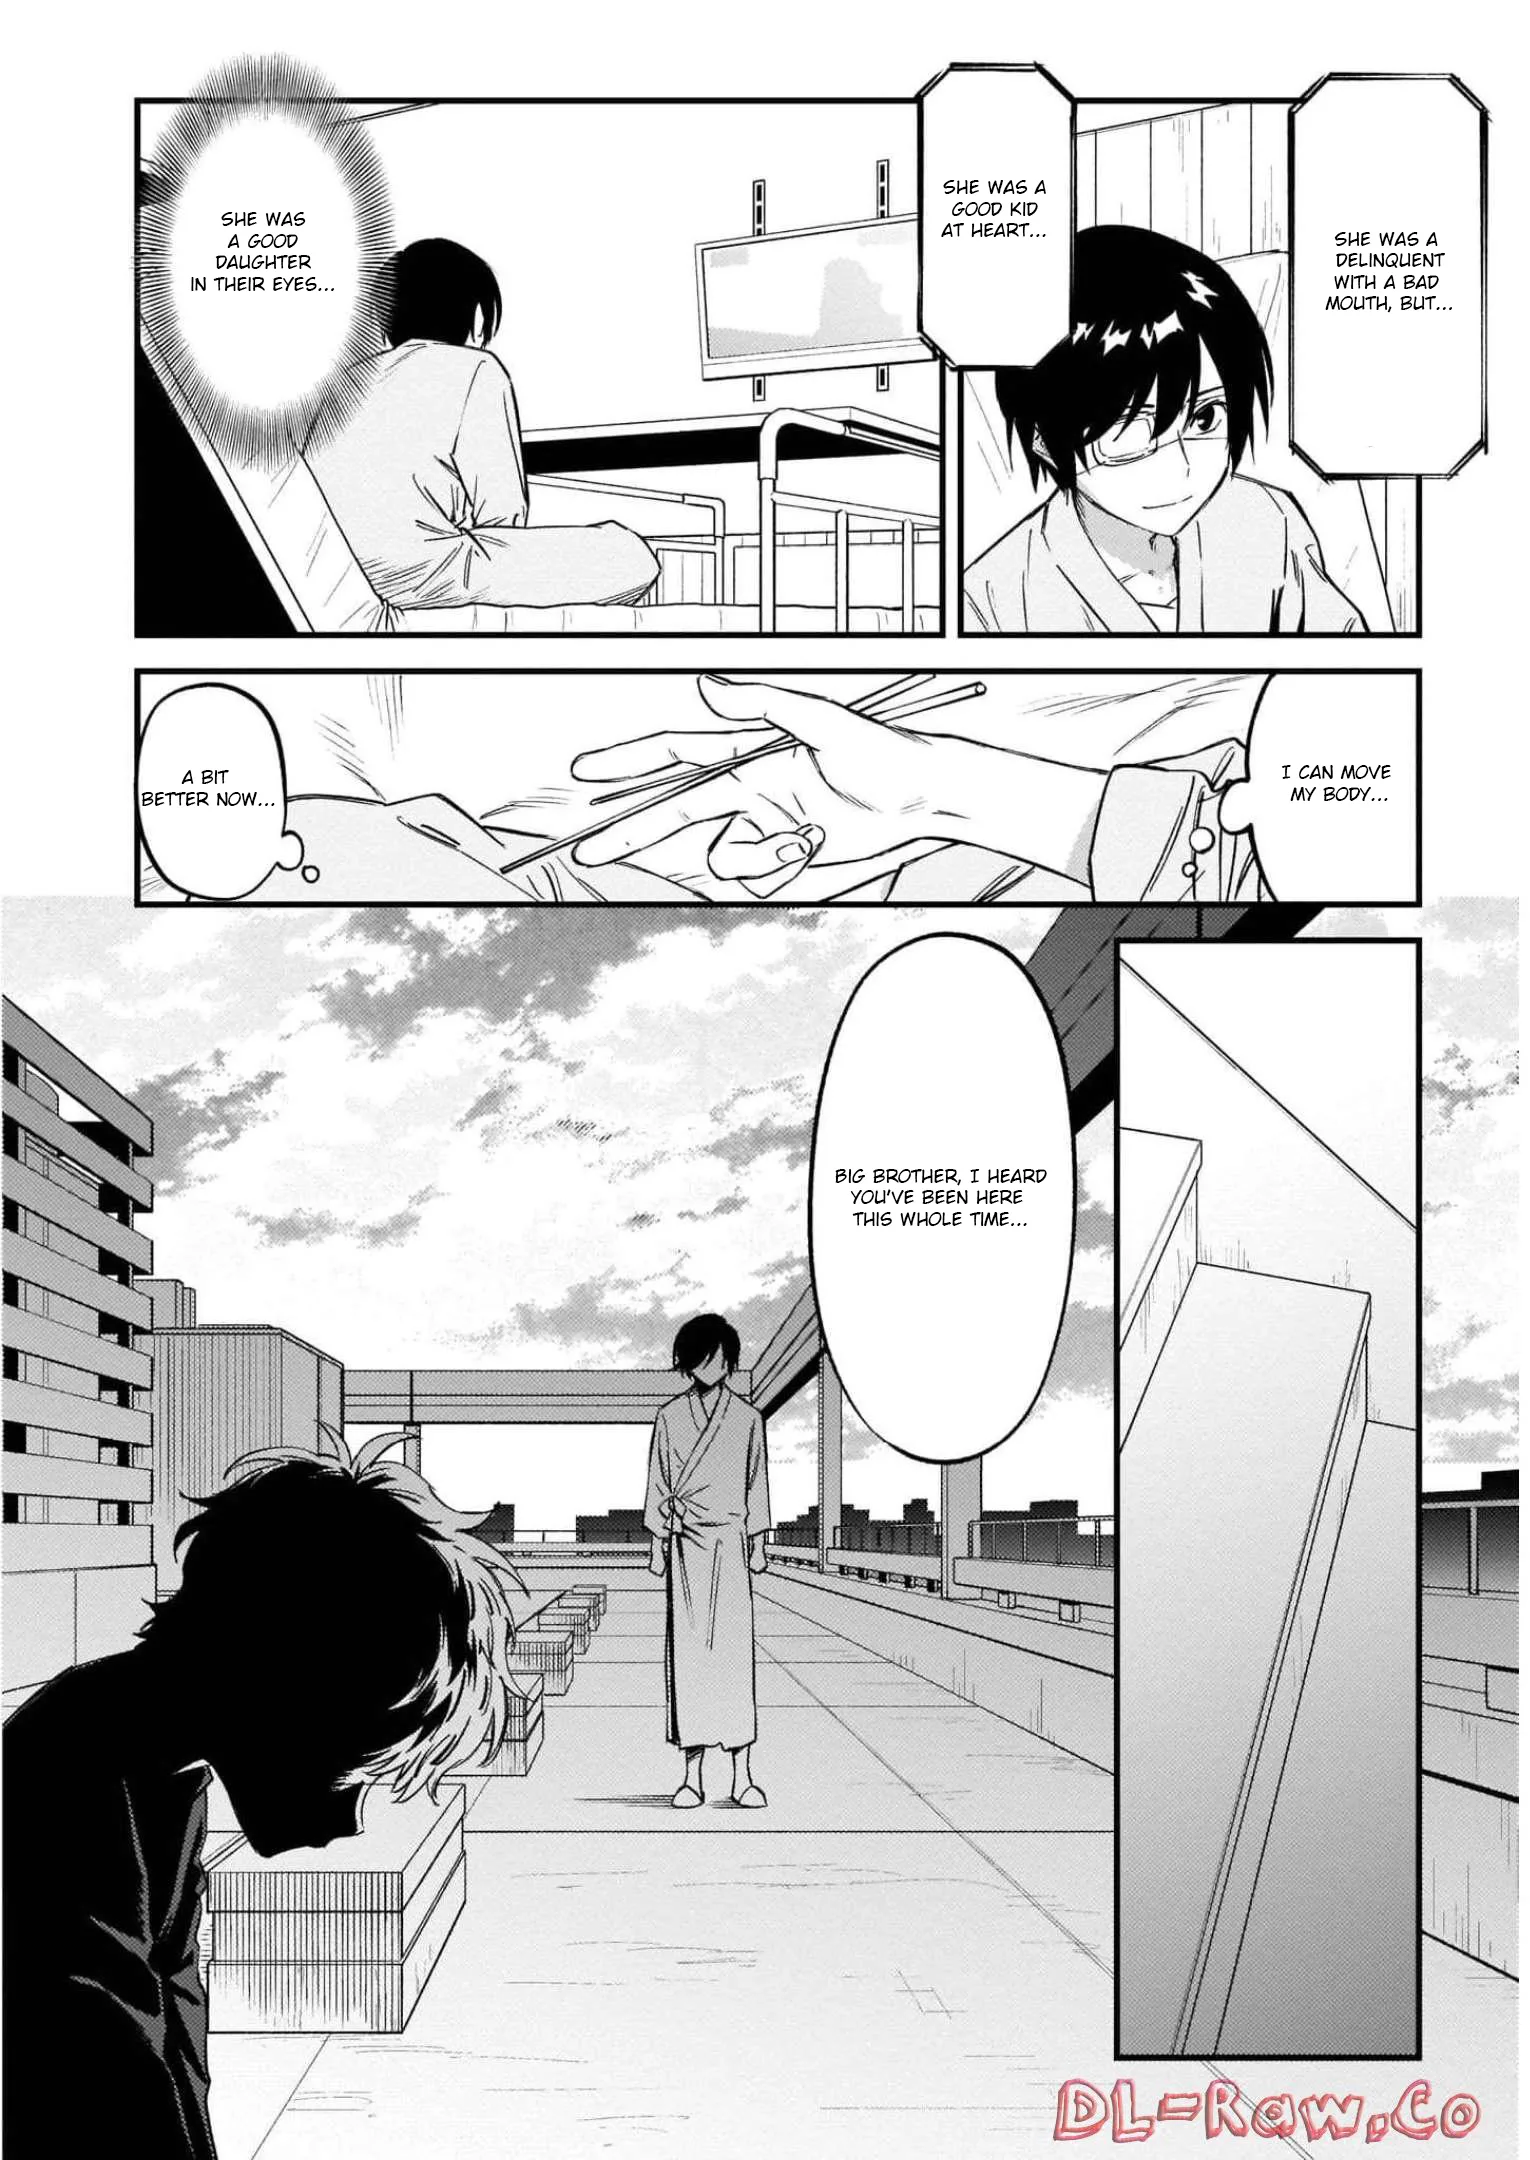 SHE WAS A
DELINQUENT
WITH A BAD
MOUTH, BUT...
SHE WAS A
GOOD KID
AT HEART...
SHE WAS
A GOOD
DAUGHTER
IN THEIR EYES...
I CAN MOVE
MY BODY...
A BIT
BETTER NOW...
BIG BROTHER, I HEARD
YOU'VE BEEN HERE
THIS WHOLE TIME...
DL-Raw.Co